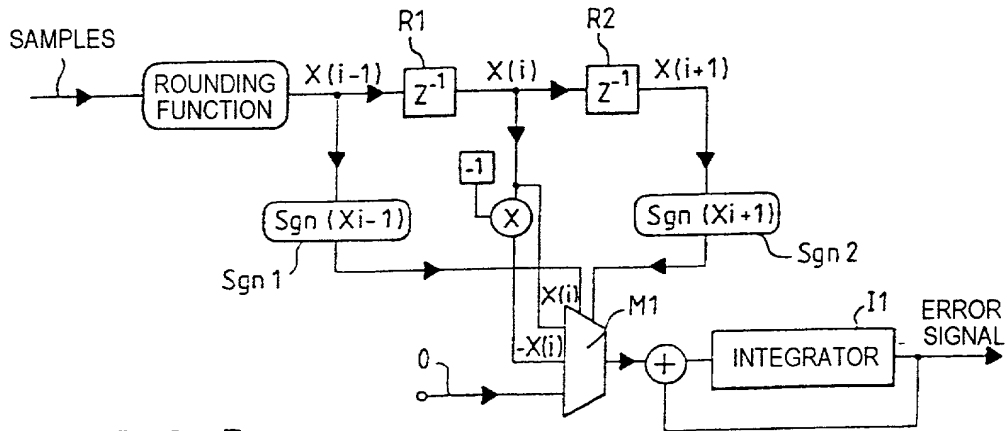 SAMPLES
ROUNDING
FUNCTION
X(i-1)
R1
Z⁻¹
X(i)
R2
Z⁻¹
X(i+1)
-1
X
Sgn (Xi-1)
Sgn 1
Sgn (Xi+1)
Sgn 2
X(i)
M1
-X(i)
0
+
I1
INTEGRATOR
ERROR
SIGNAL